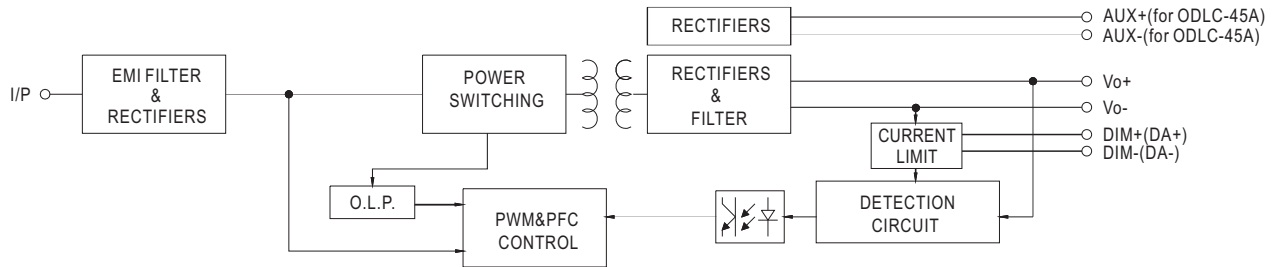 RECTIFIERS
AUX+(for ODLC-45A)
AUX-(for ODLC-45A)
I/P
EMI FILTER
&
RECTIFIERS
POWER
SWITCHING
RECTIFIERS
&
FILTER
Vo+
Vo-
CURRENT
LIMIT
DIM+(DA+)
DIM-(DA-)
O.L.P.
PWM&PFC
CONTROL
DETECTION
CIRCUIT